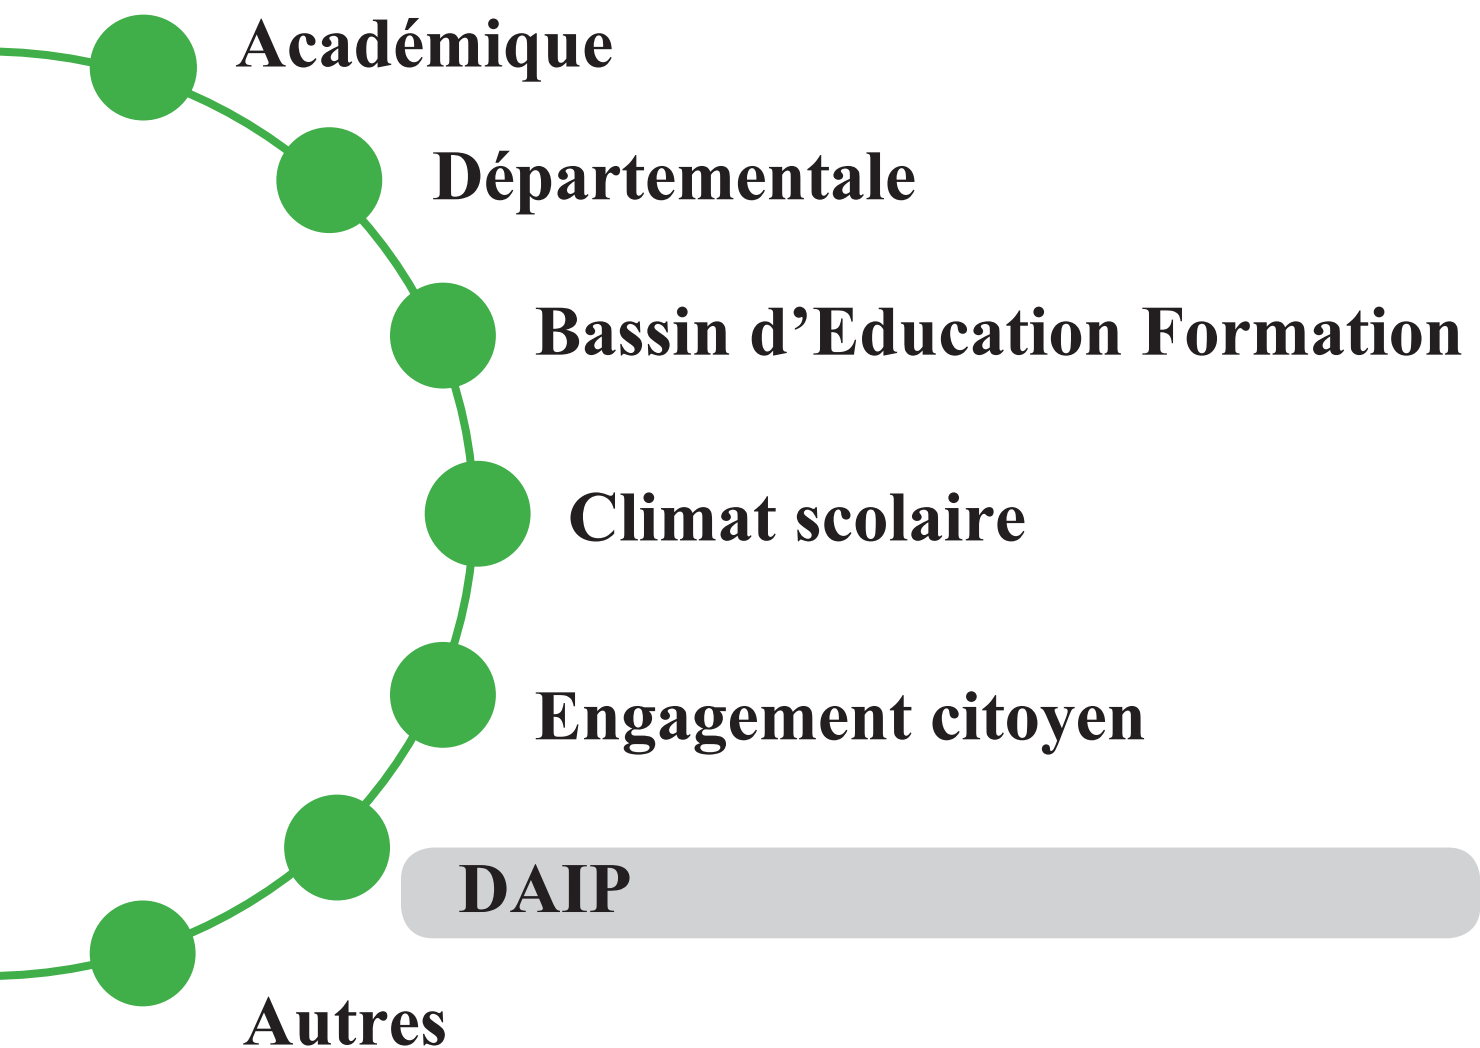 Académique
Départementale
Bassin d’Education Formation
Climat scolaire
Engagement citoyen
DAIP
Autres